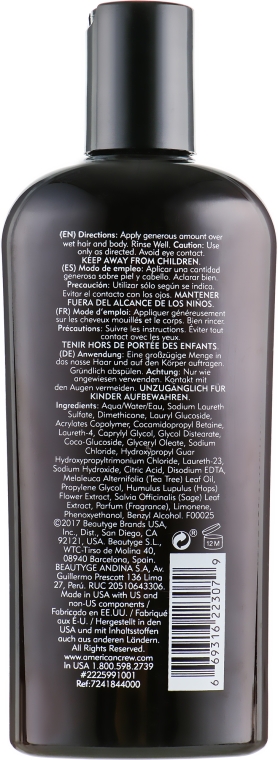 (EN) Directions: Apply generous amount over
wet hair and body. Rinse Well. Caution: Use
only as directed. Avoid eye contact.
KEEP AWAY FROM CHILDREN.
(ES) Modo de empleo: Aplicar una cantidad
generosa sobre piel y cabello. Aclarar bien.
Precaución: Utilizar sólo según se indica.
Evitar el contacto con los ojos. MANTENER
FUERA DEL ALCANCE DE LOS NINOS.
(FR) Mode d'emploi: Appliquer généreusement
sur les cheveux mouillés et le corps. Bien rincer.
Précautions: Suivre les instructions. Éviter tout
contact avec les yeux.
TENIR HORS DE PORTÉE DES ENFANTS.
(DE) Anwendung: Eine großzügige Menge in
das nasse Haar und auf den Körper auftragen.
Gründlich abspülen. Achtung: Nur wie
angewiesen verwenden. Kontakt mit
den Augen vermeiden. UNZUGÄNGLICH FÜR
KINDER AUFBEWAHREN.
Ingredients: Aqua/Water/Eau, Sodium Laureth
Sulfate, Dimethicone, Lauryl Glucoside,
Acrylates Copolymer, Cocamidopropyl Betaine,
Laureth-4, Caprylyl Glycol, Glycol Distearate,
Coco-Glucoside, Glyceryl Oleate, Sodium
Chloride, Hydroxypropyl Guar
Hydroxypropyltrimonium Chloride, Laureth-23,
Sodium Hydroxide, Citric Acid, Disodium EDTA,
Melaleuca Alternifolia (Tea Tree) Leaf Oil,
Propylene Glycol, Humulus Lupulus (Hops)
Flower Extract, Salvia Officinalis (Sage) Leaf
Extract, Parfum (Fragrance), Limonene,
Phenoxyethanol, Benzyl Alcohol. F00025
©2017 Beautyge Brands USA,
Inc., Dist., San Diego, CA
92121, USA. Beautyge S.L.,
WTC-Tirso de Molina 40,
08940 Barcelona, Spain.
BEAUTYGE ANDINA S.A., Av.
Guillermo Prescott 136 Lima
27, Perú, RUC 20510643306.
Made in USA with US and
non-US components /
Fabricado en EE.UU. / Fabriqué
aux É-U. / Hergestellt in den
USA und mit Inhaltsstoffen
auch aus anderen Ländern.
All Rights Reserved.
www.americancrew.com
In USA 1.800.598.2739
#2225991001
Ref:7241844000
12M
6 69316 22307 9